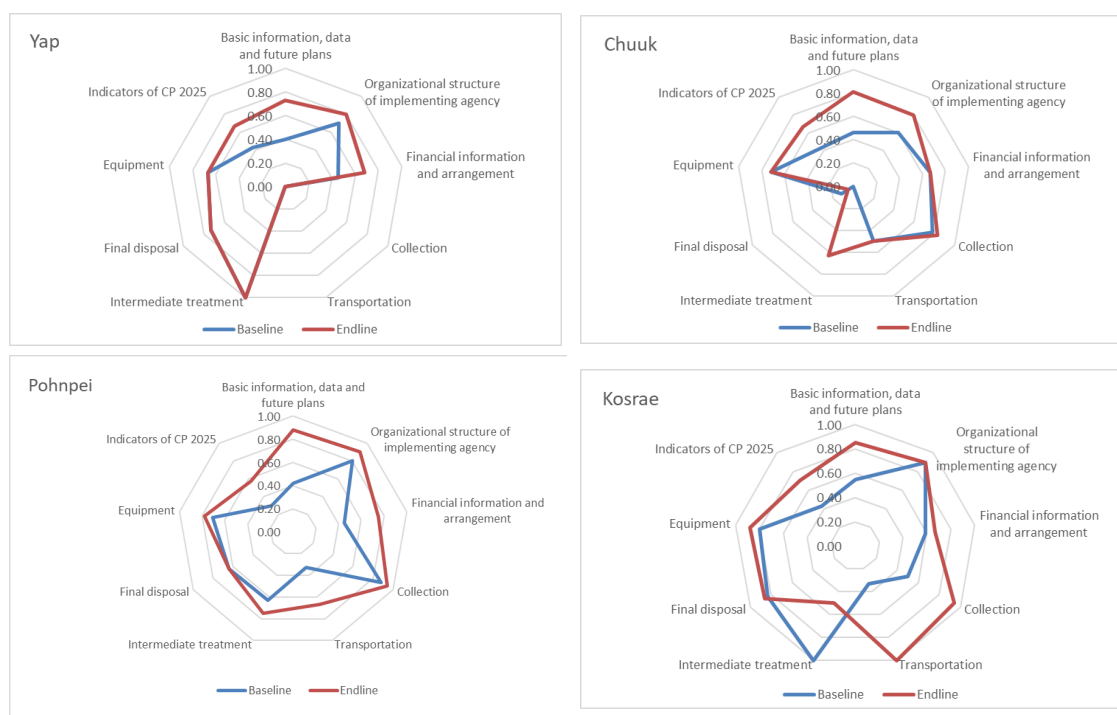 Yap
Basic information, data
and future plans
1.00
0.80
0.60
0.40
0.20
0.00
Organizational structure
of implementing agency
Financial information
and arrangement
Collection
Transportation
Intermediate treatment
Final disposal
Equipment
Indicators of CP 2025
Baseline
Endline
Chuuk
Basic information, data
and future plans
1.00
0.80
0.60
0.40
0.20
0.00
Organizational structure
of implementing agency
Financial information
and arrangement
Collection
Transportation
Intermediate treatment
Final disposal
Equipment
Indicators of CP 2025
Baseline
Endline
Pohnpei
Basic information, data and
future plans
1.00
0.80
0.60
0.40
0.20
0.00
Organizational structure of
implementing agency
Financial information and
arrangement
Collection
Transportation
Intermediate treatment
Final disposal
Equipment
Indicators of CP 2025
Baseline
Endline
Kosrae
Basic information, data
and future plans
1.00
0.80
0.60
0.40
0.20
0.00
Organizational
structure of
implementing agency
Financial information
and arrangement
Collection
Transportation
Intermediate treatment
Final disposal
Equipment
Indicators of CP 2025
Baseline
Endline